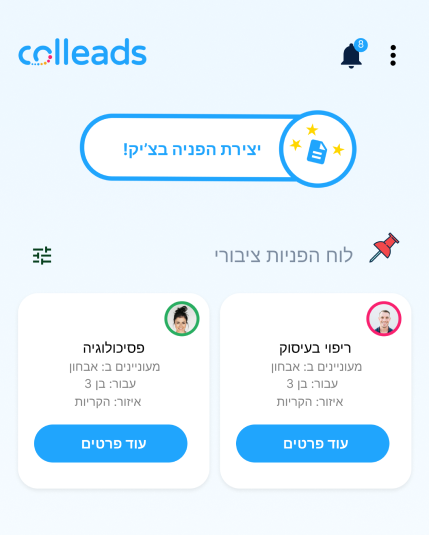 colleads
8
יצירת הפניה בצ'יק!
לוח הפניות ציבורי
ריפוי בעיסוק
מעוניינים ב: אבחון
עבור: בן 3
איזור: הקריות
עוד פרטים
פסיכולוגיה
מעוניינים ב: אבחון
עבור: בן 3
איזור: הקריות
עוד פרטים